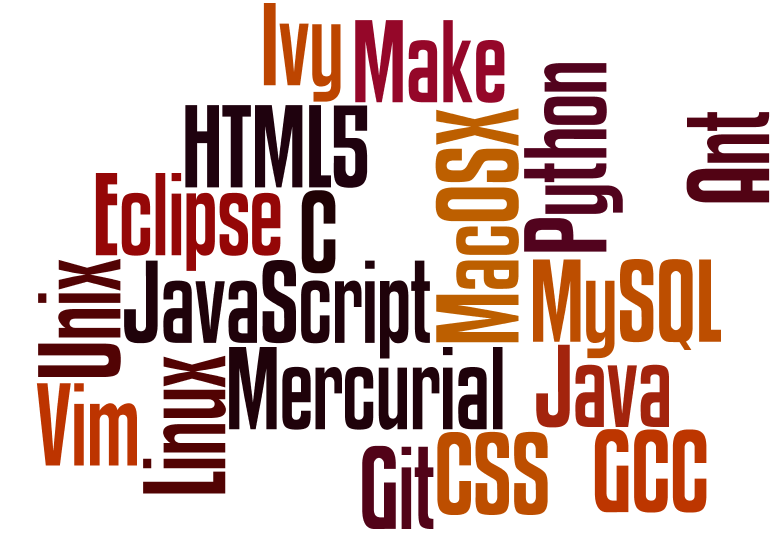 Ivy
Make
HTML5
MacOSX
Python
Ant
Eclipse
C
Unix
JavaScript
MySQL
Vim
Linux
Mercurial
Java
Git
CSS
GCC